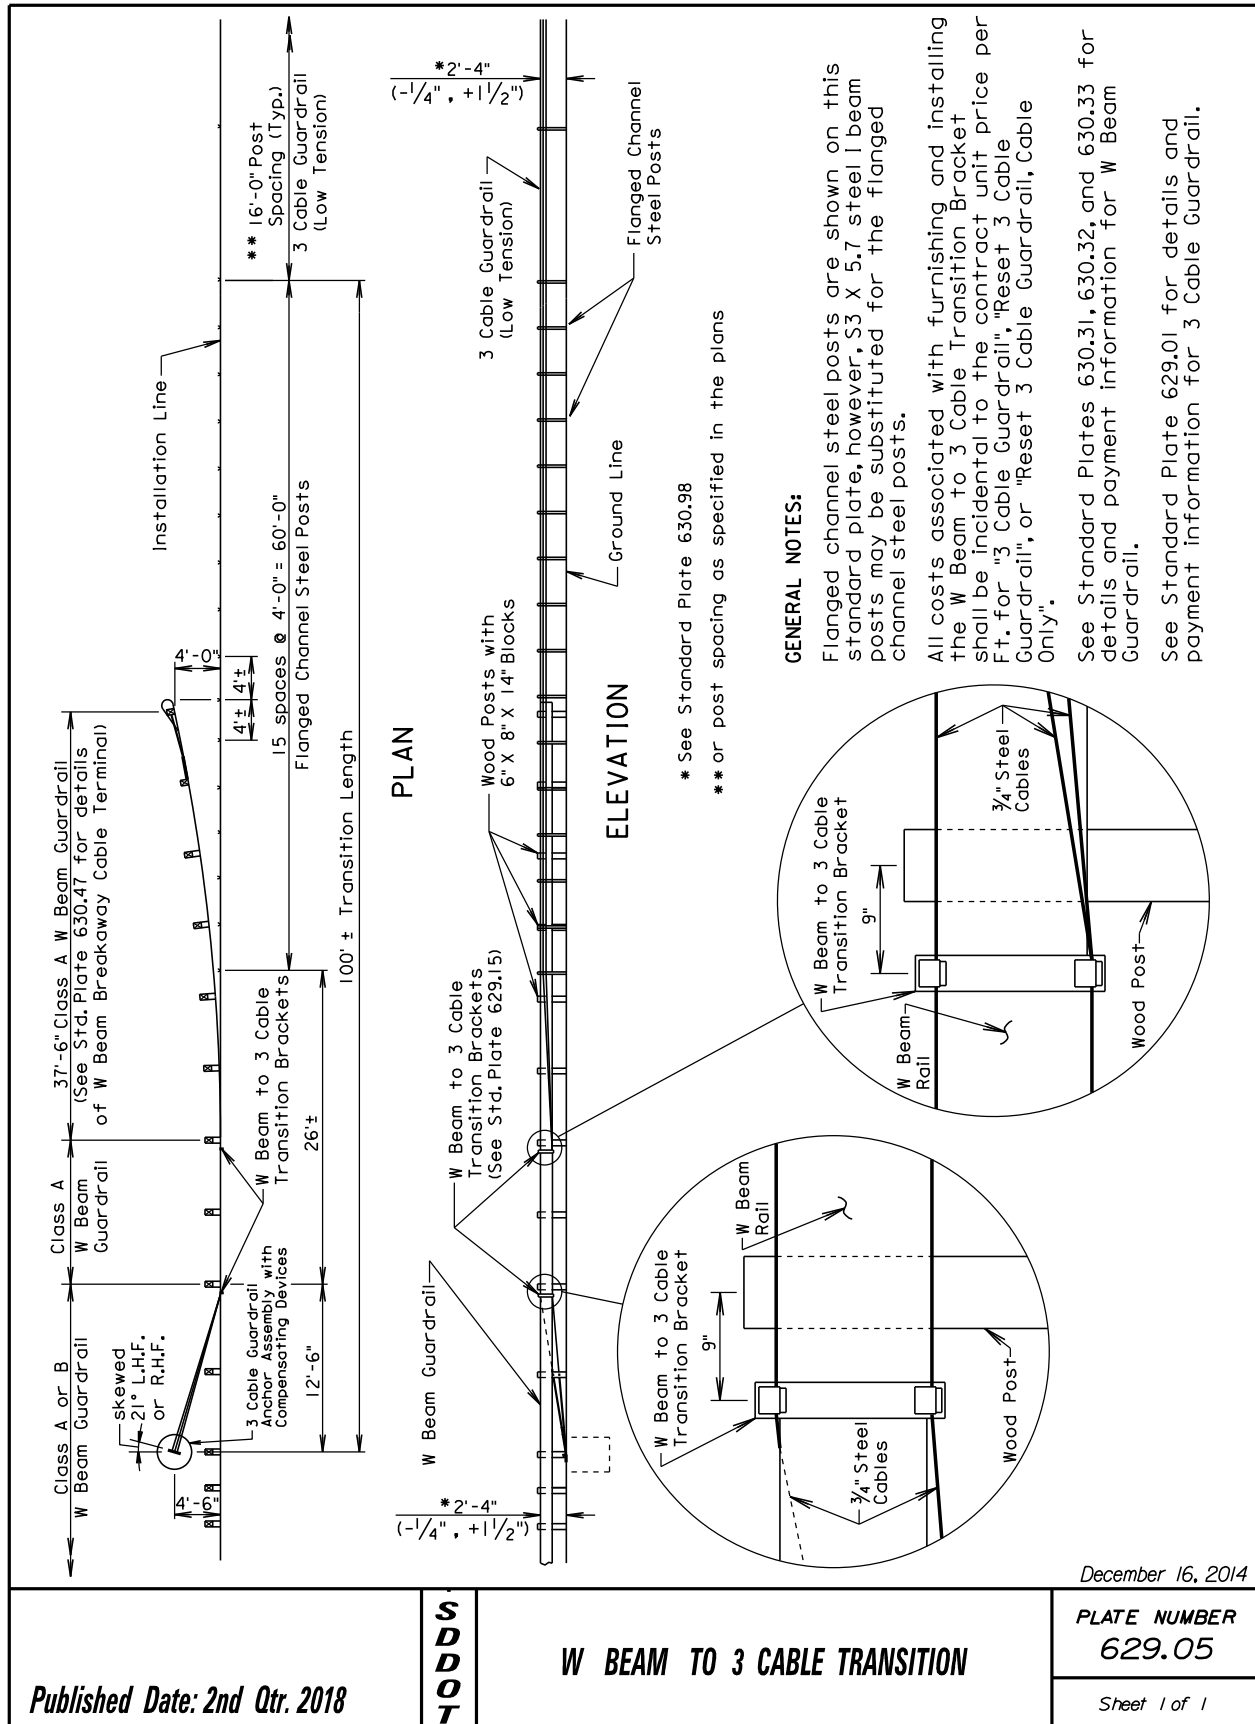 37'-6" Class A W Beam Guardrail
(See Std. Plate 630.47 for details
of W Beam Breakaway Cable Terminal)
Class A
W Beam
Guardrail
Class A or B
W Beam Guardrail
skewed
21° L.H.F.
or R.H.F.
4'-6"
3 Cable Guardrail
Anchor Assembly with
Compensating Devices
12'-6"
W Beam to 3 Cable
Transition Brackets
26'±
4'-0"
4'± 4'±
15 spaces @ 4'-0" = 60'-0"
Flanged Channel Steel Posts
100' ± Transition Length
Installation Line
** 16'-0" Post
Spacing (Typ.)
3 Cable Guardrail
(Low Tension)
PLAN
*2'-4"
(-1/4" , +1 1/2")
W Beam Guardrail
W Beam to 3 Cable
Transition Brackets
(See Std. Plate 629.15)
Wood Posts with
6" X 8" X 14" Blocks
3 Cable Guardrail
(Low Tension)
Ground Line
Flanged Channel
Steel Posts
*2'-4"
(-1/4" , +1 1/2")
ELEVATION
* See Standard Plate 630.98
** or post spacing as specified in the plans
W Beam to 3 Cable
Transition Bracket
9"
W Beam
Rail
3/4" Steel
Cables
Wood Post
W Beam to 3 Cable
Transition Bracket
9"
W Beam
Rail
3/4" Steel
Cables
Wood Post
GENERAL NOTES:
Flanged channel steel posts are shown on this
standard plate, however, S3 X 5.7 steel I beam
posts may be substituted for the flanged
channel steel posts.
All costs associated with furnishing and installing
the W Beam to 3 Cable Transition Bracket
shall be incidental to the contract unit price per
Ft. for "3 Cable Guardrail", "Reset 3 Cable
Guardrail", or "Reset 3 Cable Guardrail, Cable
Only".
See Standard Plates 630.31, 630.32, and 630.33 for
details and payment information for W Beam
Guardrail.
See Standard Plate 629.01 for details and
payment information for 3 Cable Guardrail.
December 16, 2014
Published Date: 2nd Qtr. 2018
SDDOT
W BEAM TO 3 CABLE TRANSITION
PLATE NUMBER
629.05
Sheet 1 of 1